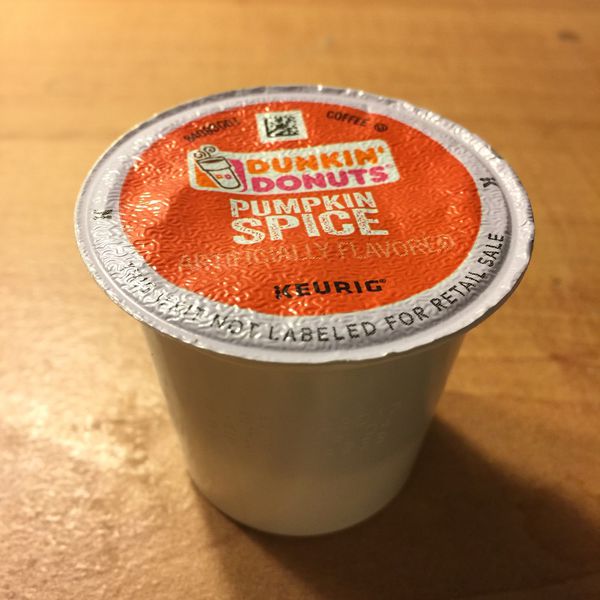 COFFEE
DUNKIN'
DONUTS
PUMPKIN
SPICE
ARTIFICIALLY FLAVORED
KEURIG
NOT LABELED FOR RETAIL SALE